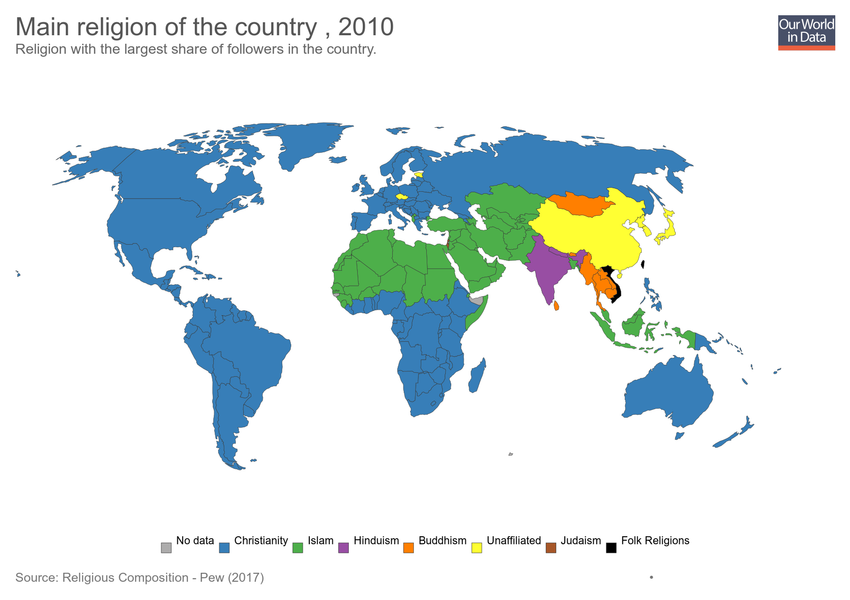 Main religion of the country , 2010
Religion with the largest share of followers in the country.
Our World
in Data
No data Christianity Islam Hinduism Buddhism Unaffiliated Judaism Folk Religions
Source: Religious Composition - Pew (2017)